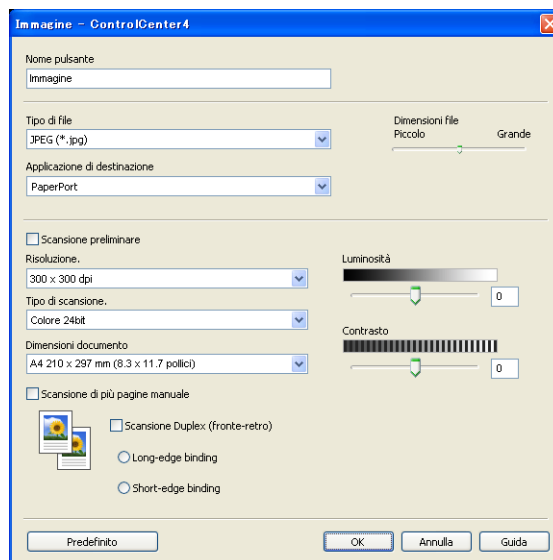 Immagine - ControlCenter4
Nome pulsante
Immagine
Tipo di file
JPEG (*.jpg)
Dimensioni file
Piccolo Grande
Applicazione di destinazione
PaperPort
Scansione preliminare
Risoluzione.
300 x 300 dpi
Luminosità
0
Tipo di scansione.
Colore 24bit
Contrasto
0
Dimensioni documento
A4 210 x 297 mm (8.3 x 11.7 pollici)
Scansione di più pagine manuale
Scansione Duplex (fronte-retro)
Long-edge binding
Short-edge binding
Predefinito OK Annulla Guida